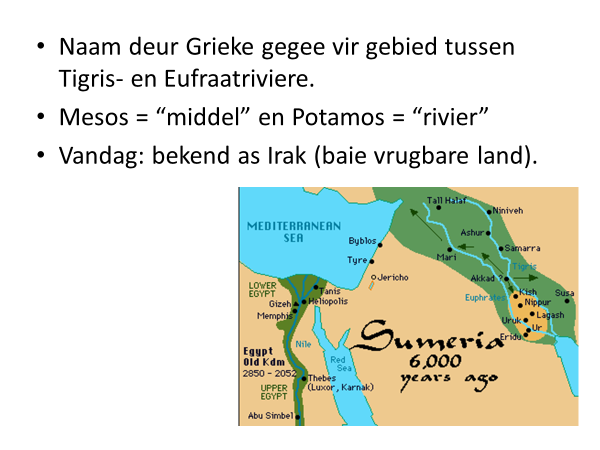 • Naam deur Grieke gegee vir gebied tussen
Tigris- en Eufraatriviere.
• Mesos = “middel” en Potamos = “rivier”
• Vandag: bekend as Irak (baie vrugbare land).
Tall Halaf
Niniveh
MEDITERRANEAN
SEA
Ashur
Byblos
Samarra
Mari
Tyre
Tigris
Jericho
Akkad ?
LOWER
EGYPT
Tanis
Euphrates
Kish
Susa
Gizeh
Heliopolis
Nippur
Memphis
Lagash
Uruk
Ur
Eridu
Sumeria
6,000
years ago
Nile
Egypt
Old Kdm
2850 - 2052
Red
Sea
Thebes
(Luxor, Karnak)
UPPER
EGYPT
Abu Simbel